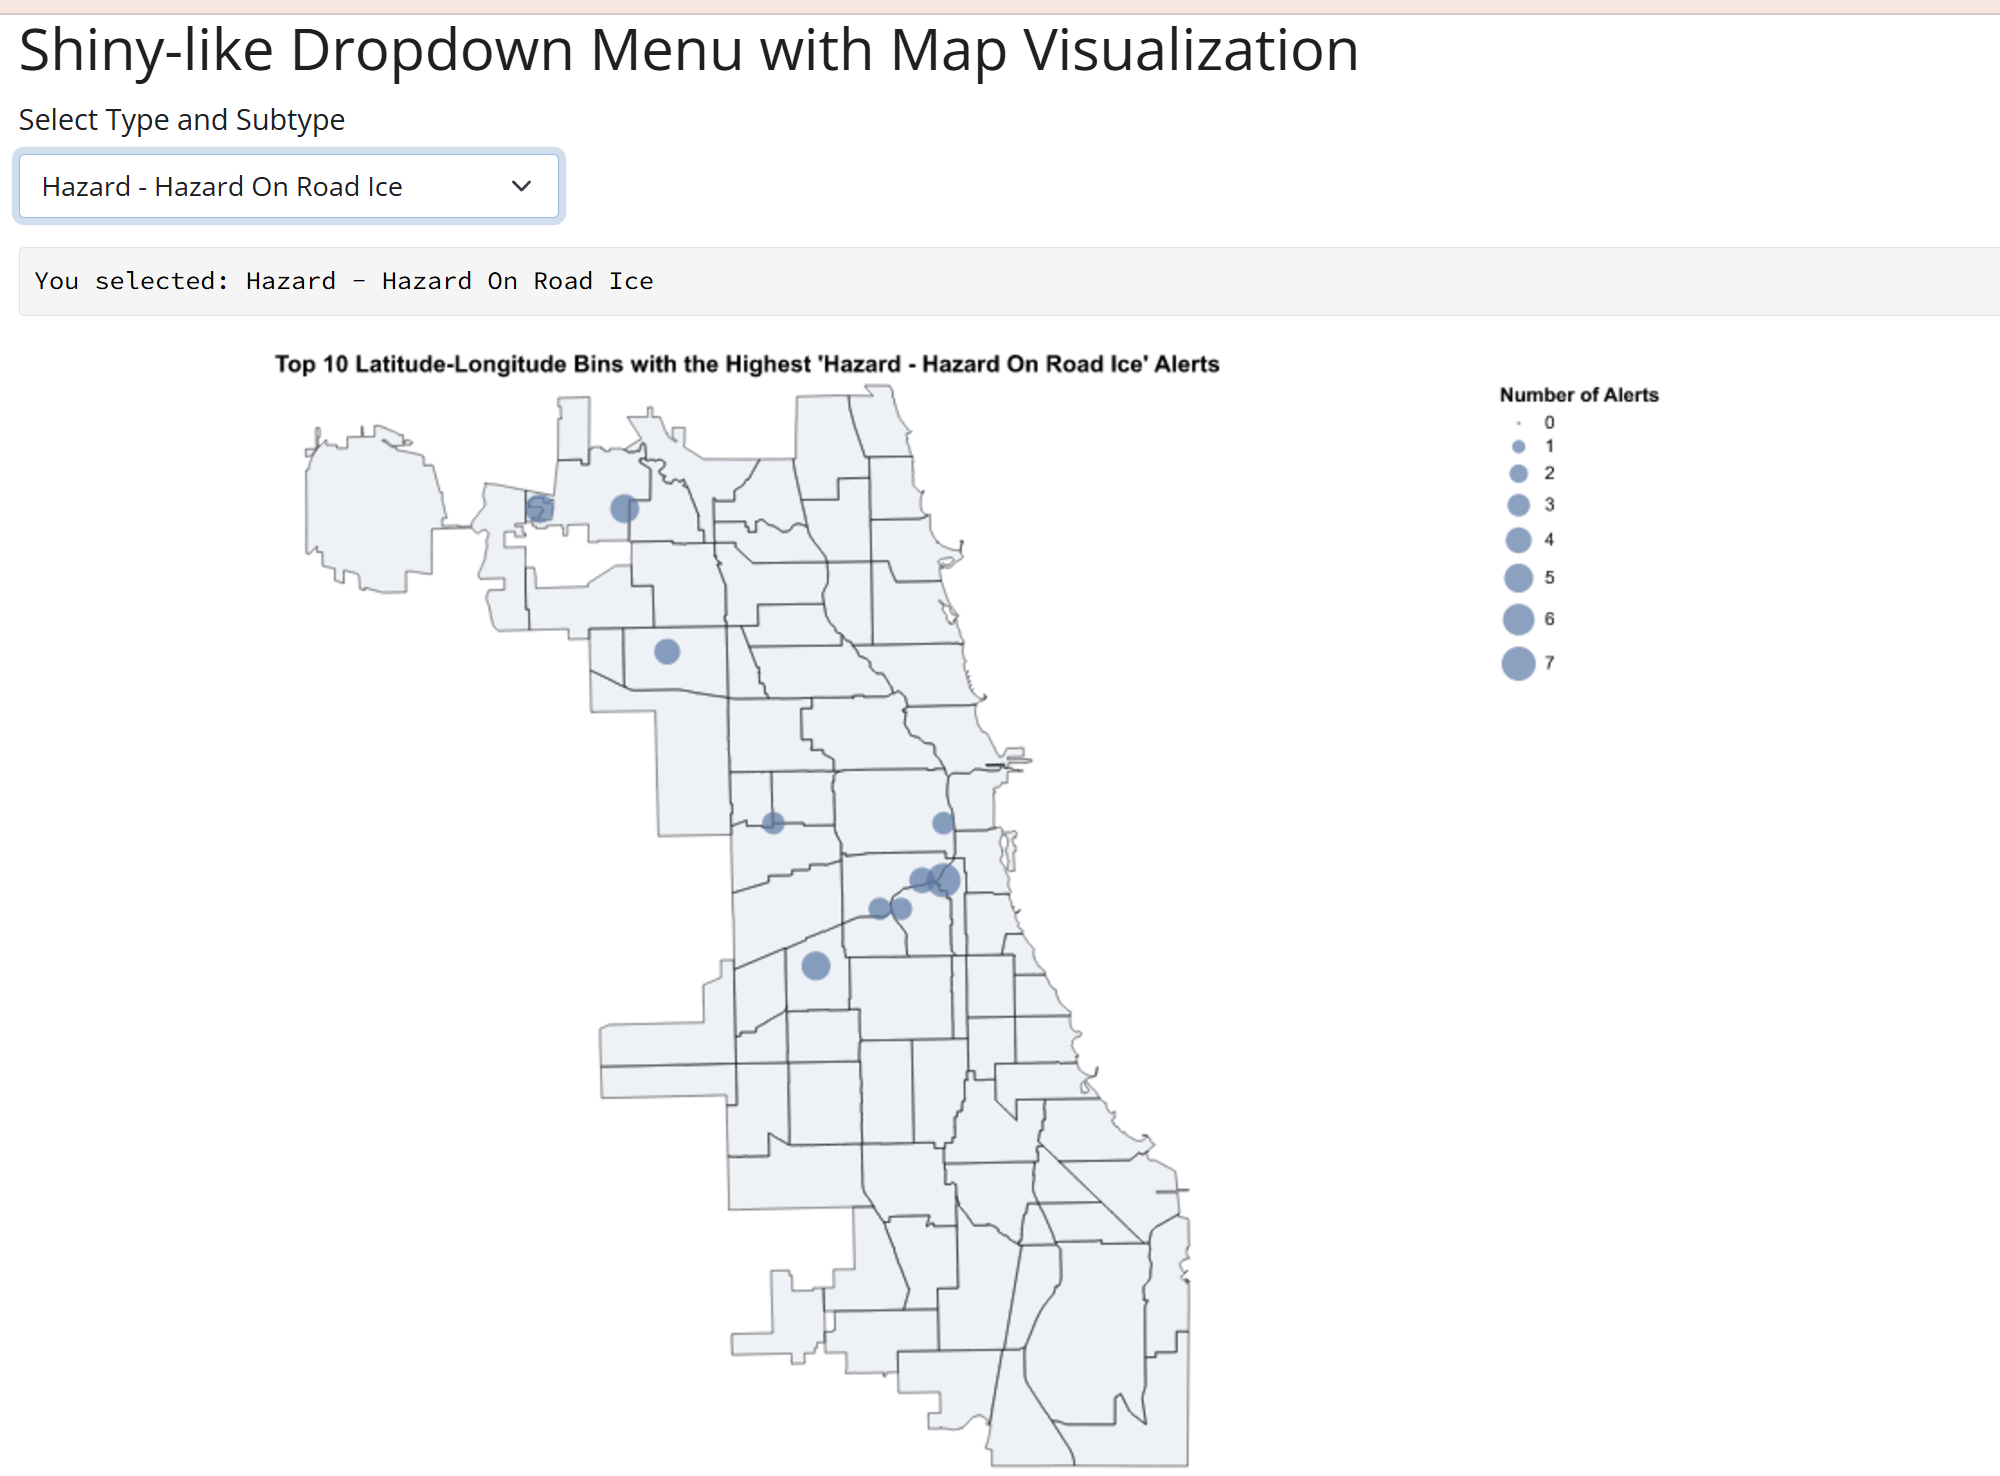 Shiny-like Dropdown Menu with Map Visualization
Select Type and Subtype
Hazard - Hazard On Road Ice
You selected: Hazard - Hazard On Road Ice
Top 10 Latitude-Longitude Bins with the Highest 'Hazard - Hazard On Road Ice' Alerts
Number of Alerts
0
1
2
3
4
5
6
7